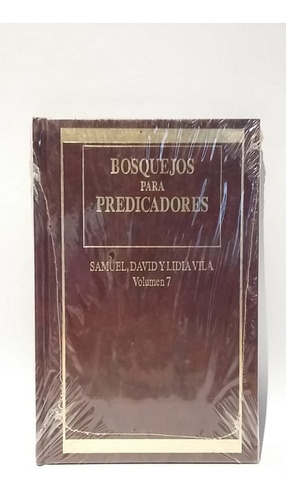 BOSQUEJOS
PARA
PREDICADORES
SAMUEL, DAVID Y LIDIA VILA
Volumen 7